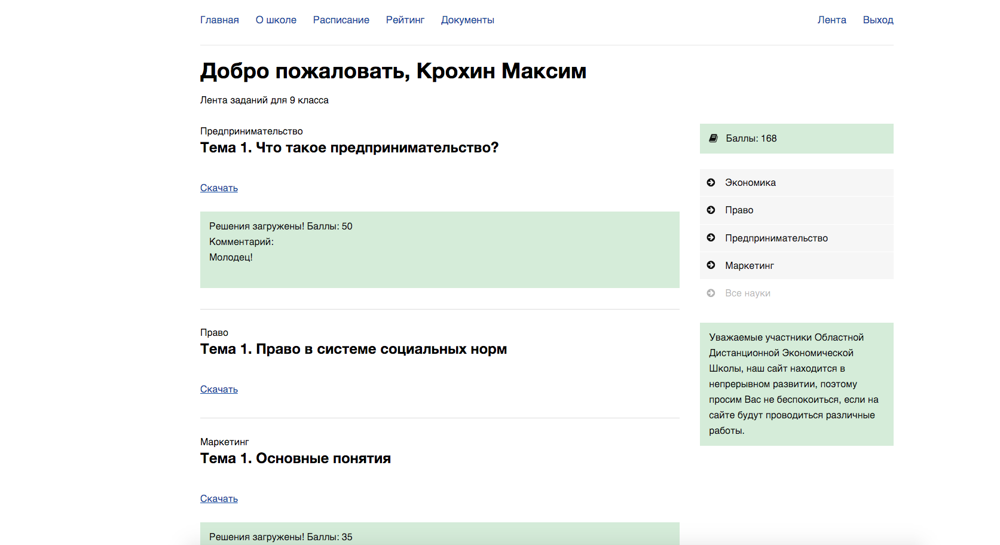 Главная О школе Расписание Рейтинг Документы Лента Выход
Добро пожаловать, Крохин Максим
Лента заданий для 9 класса
Предпринимательство
Тема 1. Что такое предпринимательство?
Скачать
Решения загружены! Баллы: 50
Комментарий:
Молодец!
Право
Тема 1. Право в системе социальных норм
Скачать
Маркетинг
Тема 1. Основные понятия
Скачать
Решения загружены! Баллы: 35
Баллы: 168
Экономика
Право
Предпринимательство
Маркетинг
Все науки
Уважаемые участники Областной
Дистанционной Экономической
Школы, наш сайт находится в
непрерывном развитии, поэтому
просим Вас не беспокоиться, если на
сайте будут проводиться различные
работы.